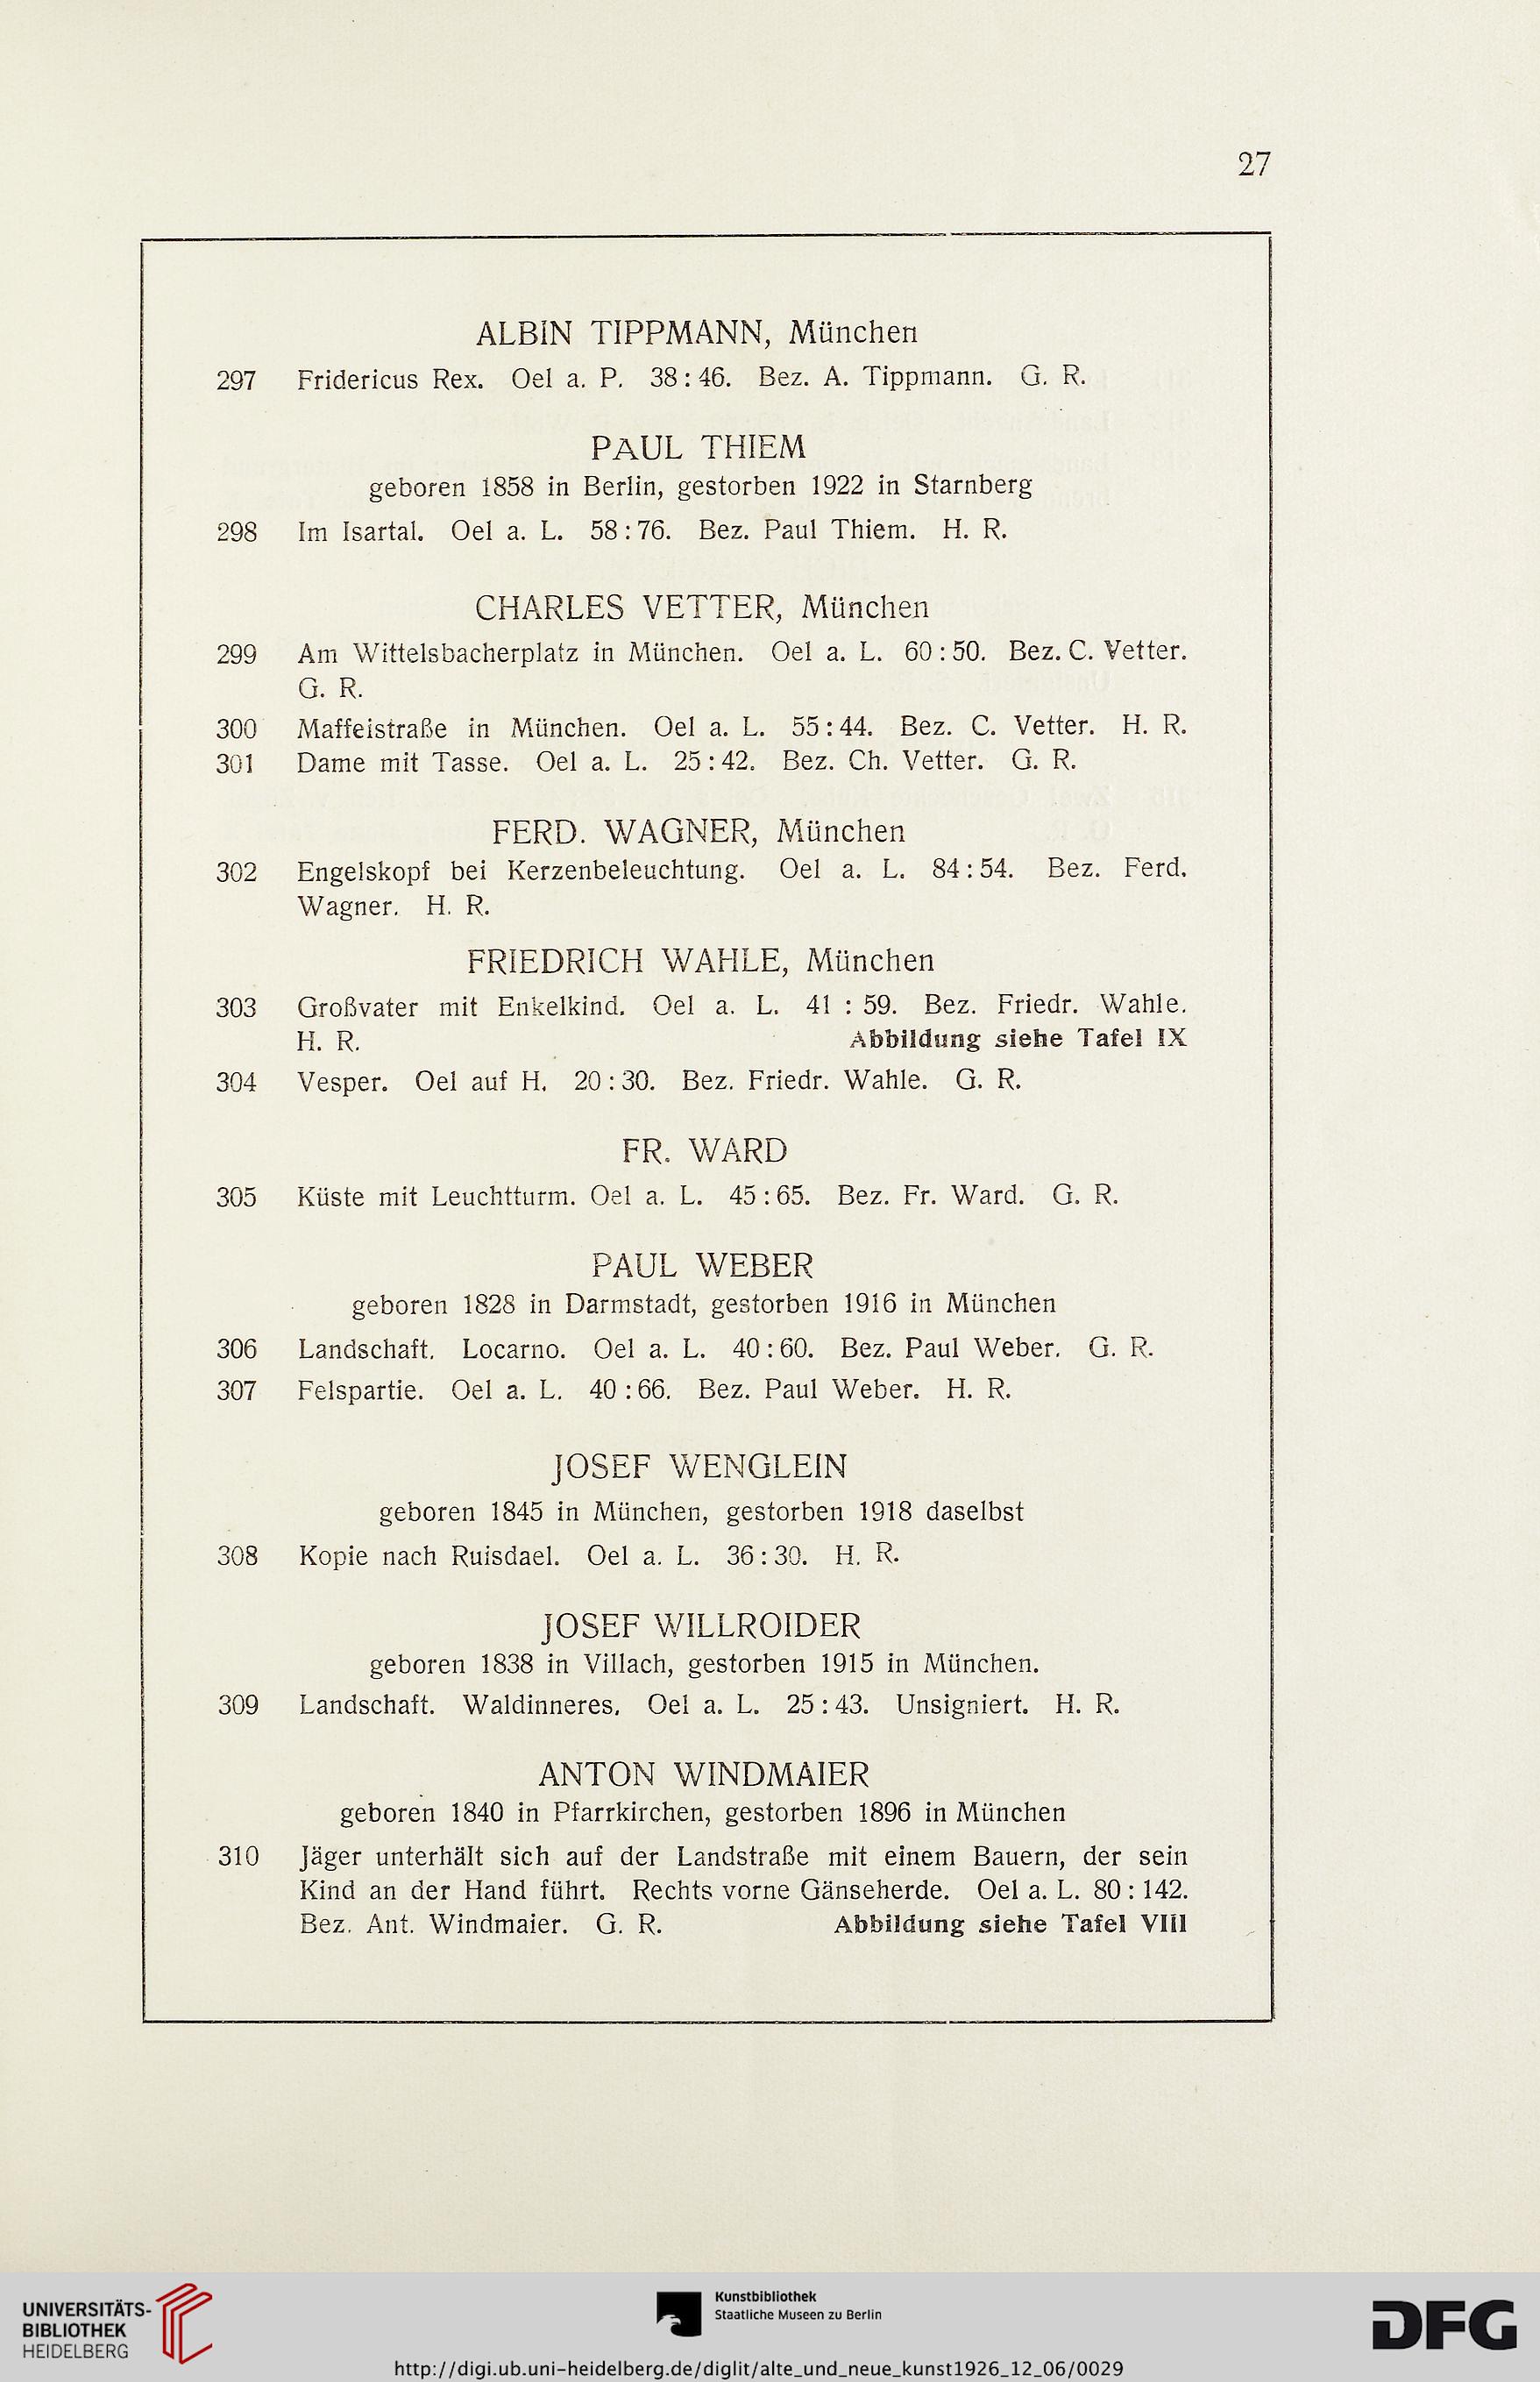 27
ALBIN TIPPMANN, München
297 Fridericus Rex. Oel a. P. 38:46. Bez. A. Tippmann. G. R.
PAUL THIEM
geboren 1858 in Berlin, gestorben 1922 in Starnberg
298 Im Isartal. Oel a. L. 58:76. Bez. Paul Thiem. H. R.
CHARLES VETTER, München
299 Am Wittelsbacherplatz in München. Oel a. L. 60:50. Bez. C. Vetter.
G. R.
300 Maffeistraße in München. Oel a. L. 55:44. Bez. C. Vetter. H. R.
301 Dame mit Tasse. Oel a. L. 25:42. Bez. Ch. Vetter. G. R.
FERD. WAGNER, München
302 Engelskopf bei Kerzenbeleuchtung. Oel a. L. 84:54. Bez. Ferd.
Wagner. H. R.
FRIEDRICH WAHLE, München
303 Großvater mit Enkelkind. Oel a. L. 41 : 59. Bez. Friedr. Wahle.
H. R. Abbildung siehe Tafel IX
304 Vesper. Oel auf H. 20:30. Bez. Friedr. Wahle. G. R.
FR. WARD
305 Küste mit Leuchtturm. Oel a. L. 45:65. Bez. Fr. Ward. G. R.
PAUL WEBER
geboren 1828 in Darmstadt, gestorben 1916 in München
306 Landschaft. Locarno. Oel a. L. 40:60. Bez. Paul Weber. G. R.
307 Felspartie. Oel a. L. 40:66. Bez. Paul Weber. H. R.
JOSEF WENGLEIN
geboren 1845 in München, gestorben 1918 daselbst
308 Kopie nach Ruisdael. Oel a. L. 36:30. H. R.
JOSEF WILLROIDER
geboren 1838 in Villach, gestorben 1915 in München.
309 Landschaft. Waldinneres. Oel a. L. 25:43. Unsigniert. H. R.
ANTON WINDMAIER
geboren 1840 in Pfarrkirchen, gestorben 1896 in München
310 Jäger unterhält sich auf der Landstraße mit einem Bauern, der sein
Kind an der Hand führt. Rechts vorne Gänseherde. Oel a. L. 80:142.
Bez. Ant. Windmaier. G. R. Abbildung siehe Tafel VIII
UNIVERSITÄTS-
BIBLIOTHEK
HEIDELBERG
Kunstbibliothek
Staatliche Museen zu Berlin
DFG
http://digi.ub.uni-heidelberg.de/diglit/alte_und_neue_kunst1926_12_06/0029